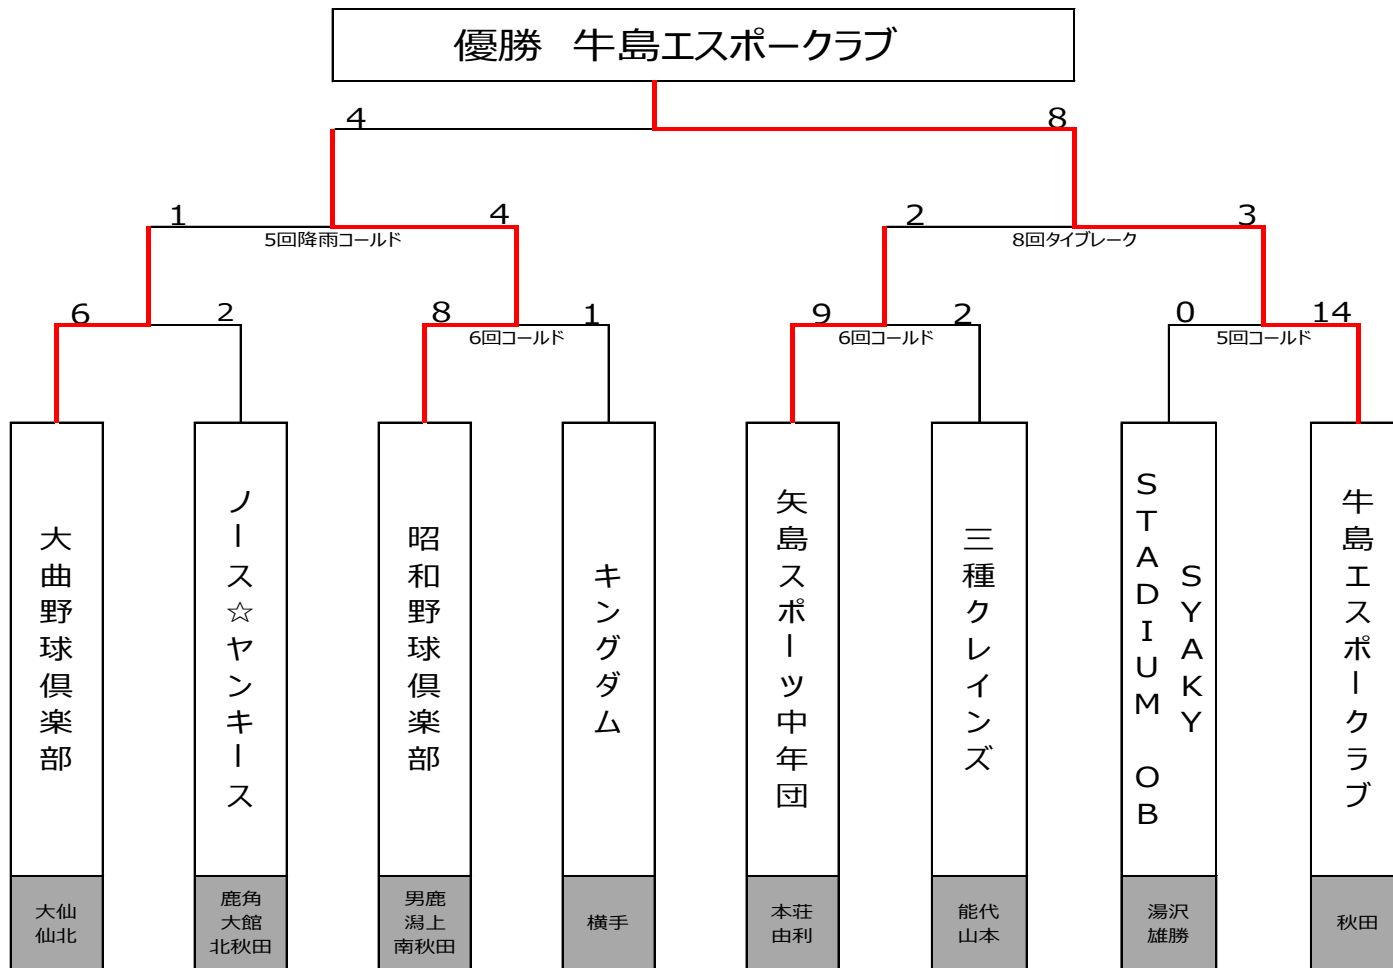 優勝 牛島エスポークラブ
4
8
1
4
5回降雨コールド
2
3
8回タイブレーク
6
2
8
1
6回コールド
9
2
6回コールド
0
14
5回コールド
大曲野球倶楽部
ノース☆ヤンキース
昭和野球倶楽部
キングダム
矢島スポーツ中年団
三種クレインズ
SYAKY
STADIUM OB
牛島エスポークラブ
大仙
仙北
鹿角
大館
北秋田
男鹿
潟上
南秋田
横手
本荘
由利
能代
山本
湯沢
雄勝
秋田